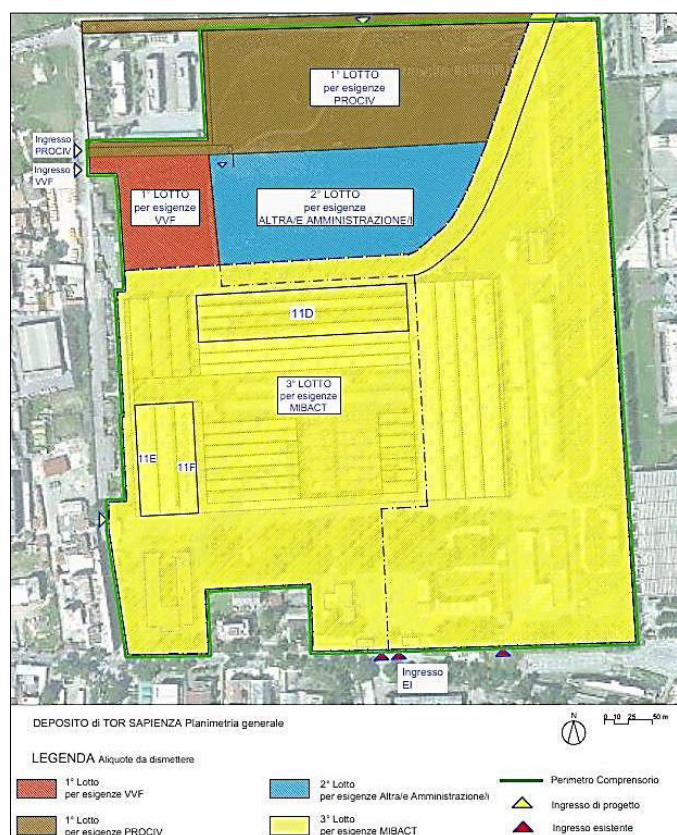 1° LOTTO
per esigenze
PROCIV
Ingresso
PROCIV
Ingresso
VVF
1° LOTTO
per esigenze
VVF
2° LOTTO
per esigenze
ALTRA/E AMMINISTRAZIONE/I
11D
3° LOTTO
per esigenze
MIBACT
11E
11F
Ingresso
EI
DEPOSITO di TOR SAPIENZA Planimetria generale
N
0 10 25 50 m
LEGENDA Aliquote da dismettere
1° Lotto
per esigenze VVF
2° Lotto
per esigenze Altra/e Amministrazione/i
Perimetro Comprensorio
Ingresso di progetto
1° Lotto
per esigenze PROCIV
3° Lotto
per esigenze MIBACT
Ingresso esistente